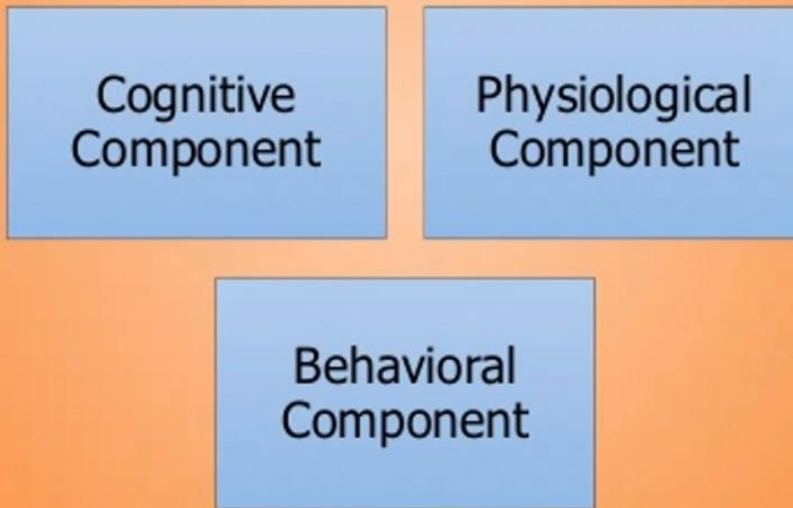 Cognitive
Component
Physiological
Component
Behavioral
Component